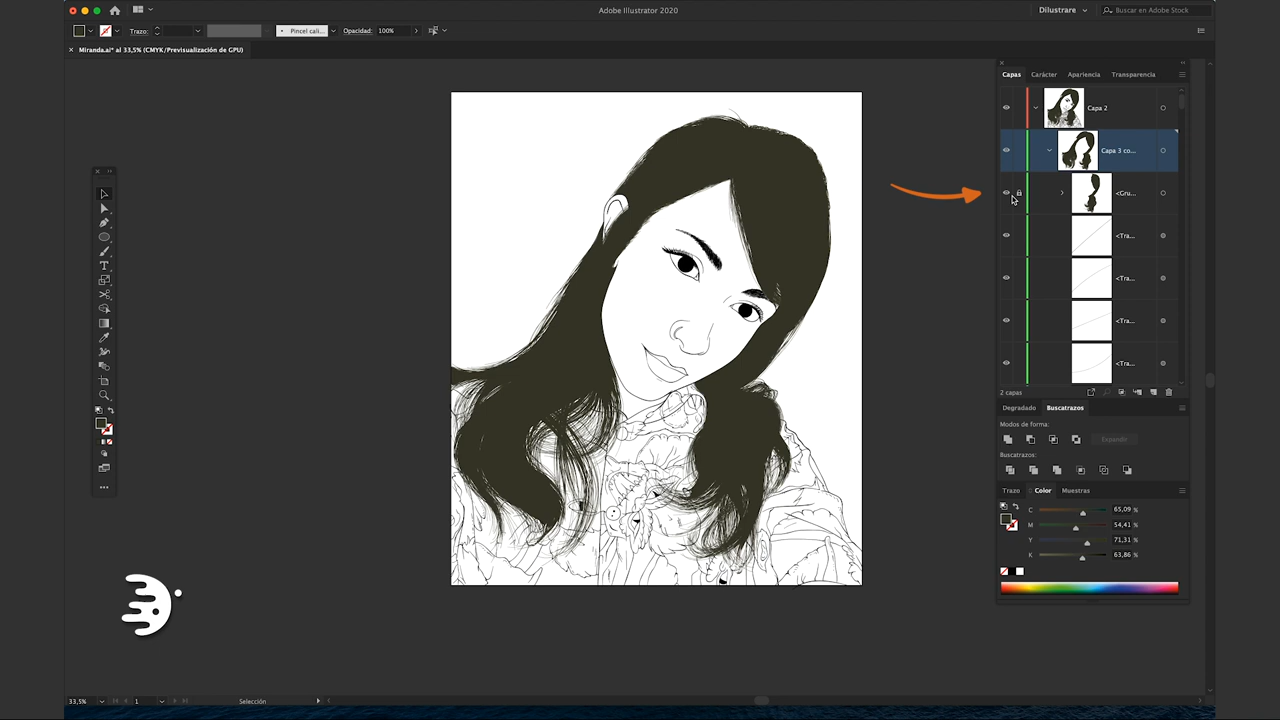 Adobe Illustrator 2020
Dilustrare
Buscar en Adobe Stock
Trazo:
Pincel cali...
Opacidad: 100%
Miranda.ai* al 33,5% (CMYK/Previsualización de GPU)
Capas Carácter Apariencia Transparencia
Capa 2
Capa 3 co...
<Gru...
<Tra...
<Tra...
<Tra...
<Tra...
2 capas
Degradado Buscatrazos
Modos de forma:
Expandir
Buscatrazos:
Trazo Color Muestras
C 65,09 %
M 54,41 %
Y 71,31 %
K 63,86 %
33,5% 1 Selección